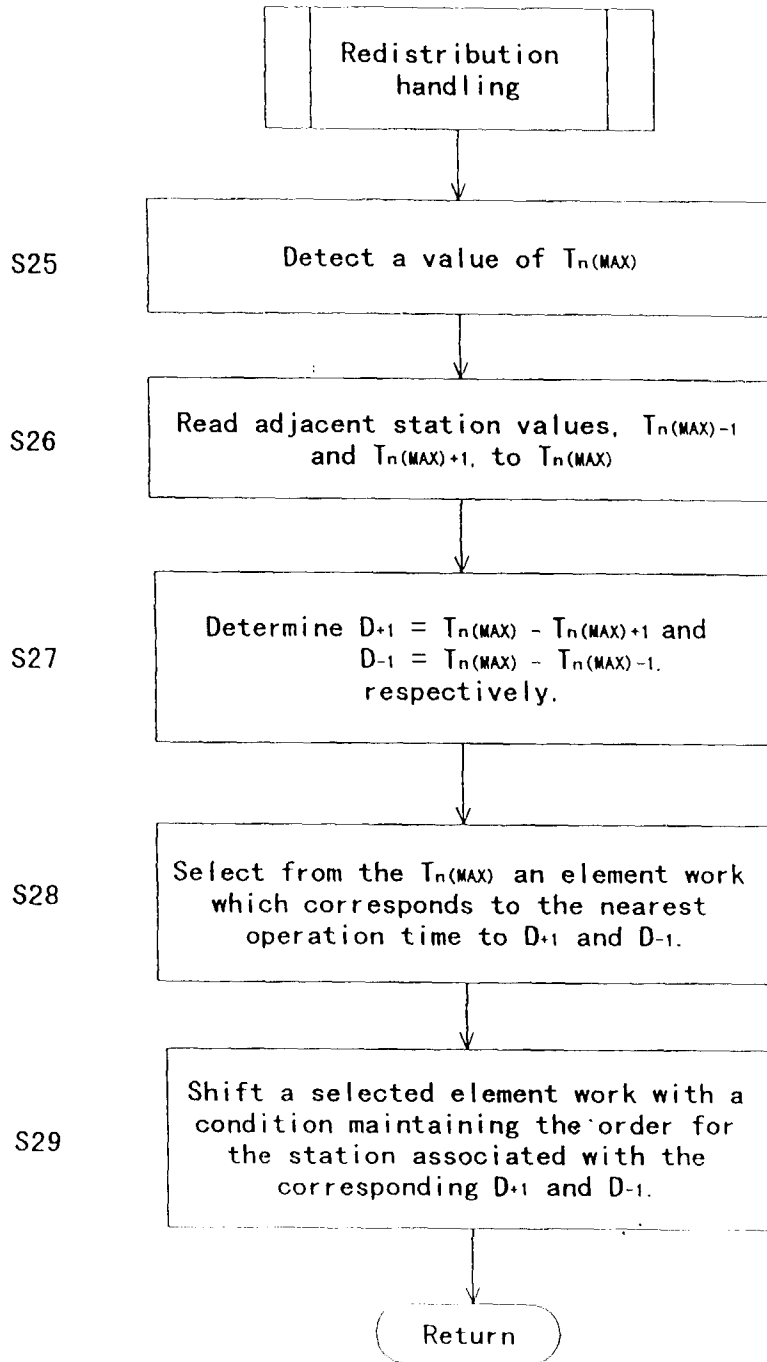 Redistribution
handling
S25
Detect a value of Tn(MAX)
S26
Read adjacent station values, Tn(MAX)-1
and Tn(MAX)+1, to Tn(MAX)
S27
Determine D+1 = Tn(MAX) - Tn(MAX)+1 and
D-1 = Tn(MAX) - Tn(MAX)-1.
respectively.
S28
Select from the Tn(MAX) an element work
which corresponds to the nearest
operation time to D+1 and D-1.
S29
Shift a selected element work with a
condition maintaining the order for
the station associated with the
corresponding D+1 and D-1.
Return